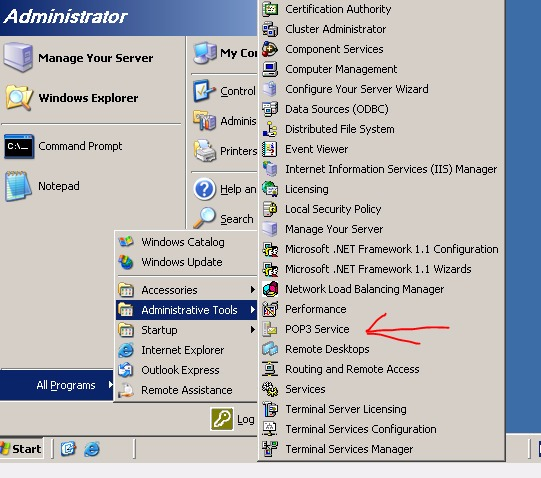 Administrator
Manage Your Server
Windows Explorer
Command Prompt
C:\_
Notepad
My Co
Control
Adminis
Printers
Help an
Search
Windows Catalog
Windows Update
Accessories
Administrative Tools
Startup
Internet Explorer
Outlook Express
Remote Assistance
All Programs
Log
Start
Certification Authority
Cluster Administrator
Component Services
Computer Management
Configure Your Server Wizard
Data Sources (ODBC)
Distributed File System
Event Viewer
Internet Information Services (IIS) Manager
Licensing
Local Security Policy
Manage Your Server
Microsoft .NET Framework 1.1 Configuration
Microsoft .NET Framework 1.1 Wizards
Network Load Balancing Manager
Performance
POP3 Service
Remote Desktops
Routing and Remote Access
Services
Terminal Server Licensing
Terminal Services Configuration
Terminal Services Manager